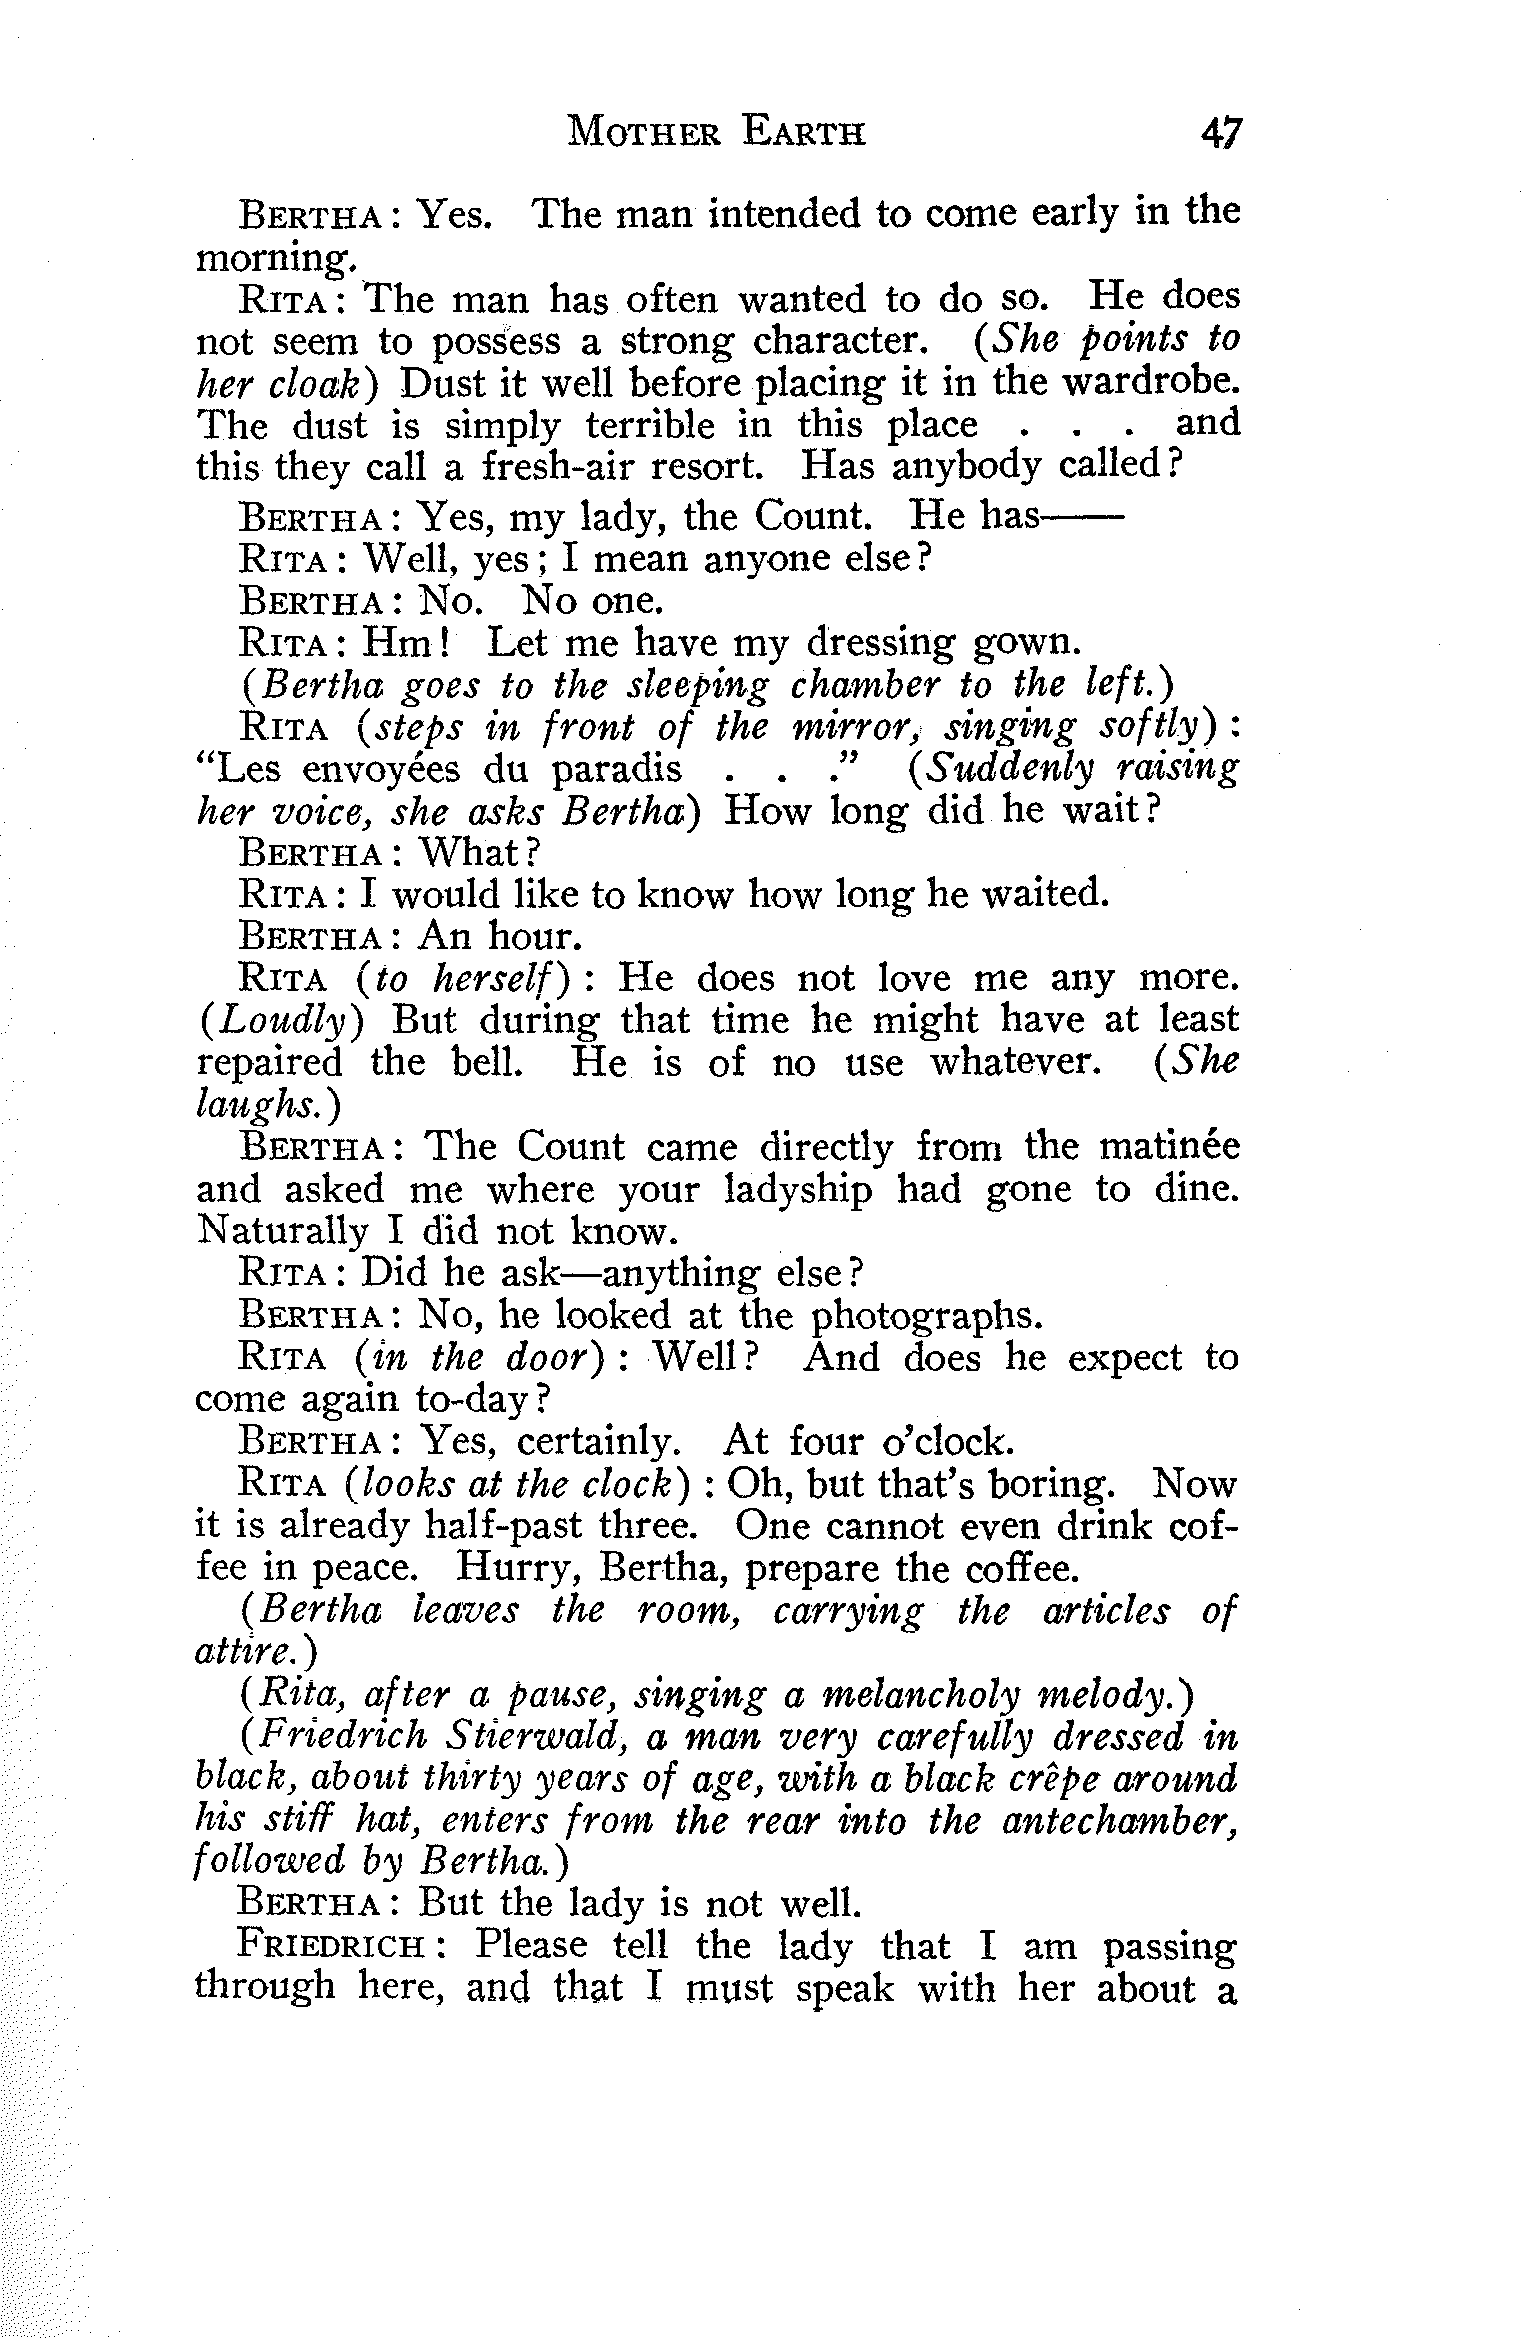 MOTHER EARTH 47
BERTHA: Yes. The man intended to come early in the
morning.
RITA: The man has often wanted to do so. He does
not seem to possess a strong character. (She points to
her cloak) Dust it well before placing it in the wardrobe.
The dust is simply terrible in this place . . . and
this they call a fresh-air resort. Has anybody called?
BERTHA: Yes, my lady, the Count. He has——
RITA: Well, yes; I mean anyone else?
BERTHA: No. No one.
RITA: Hm! Let me have my dressing gown.
(Bertha goes to the sleeping chamber to the left.)
RITA (steps in front of the mirror, singing softly):
“Les envoyées du paradis . . .” (Suddenly raising
her voice, she asks Bertha) How long did he wait?
BERTHA: What?
RITA: I would like to know how long he waited.
BERTHA: An hour.
RITA (to herself): He does not love me any more.
(Loudly) But during that time he might have at least
repaired the bell. He is of no use whatever. (She
laughs.)
BERTHA: The Count came directly from the matinée
and asked me where your ladyship had gone to dine.
Naturally I did not know.
RITA: Did he ask—anything else?
BERTHA: No, he looked at the photographs.
RITA (in the door): Well? And does he expect to
come again to-day?
BERTHA: Yes, certainly. At four o’clock.
RITA (looks at the clock): Oh, but that’s boring. Now
it is already half-past three. One cannot even drink cof-
fee in peace. Hurry, Bertha, prepare the coffee.
(Bertha leaves the room, carrying the articles of
attire.)
(Rita, after a pause, singing a melancholy melody.)
(Friedrich Stierwald, a man very carefully dressed in
black, about thirty years of age, with a black crêpe around
his stiff hat, enters from the rear into the antechamber,
followed by Bertha.)
BERTHA: But the lady is not well.
FRIEDRICH: Please tell the lady that I am passing
through here, and that I must speak with her about a